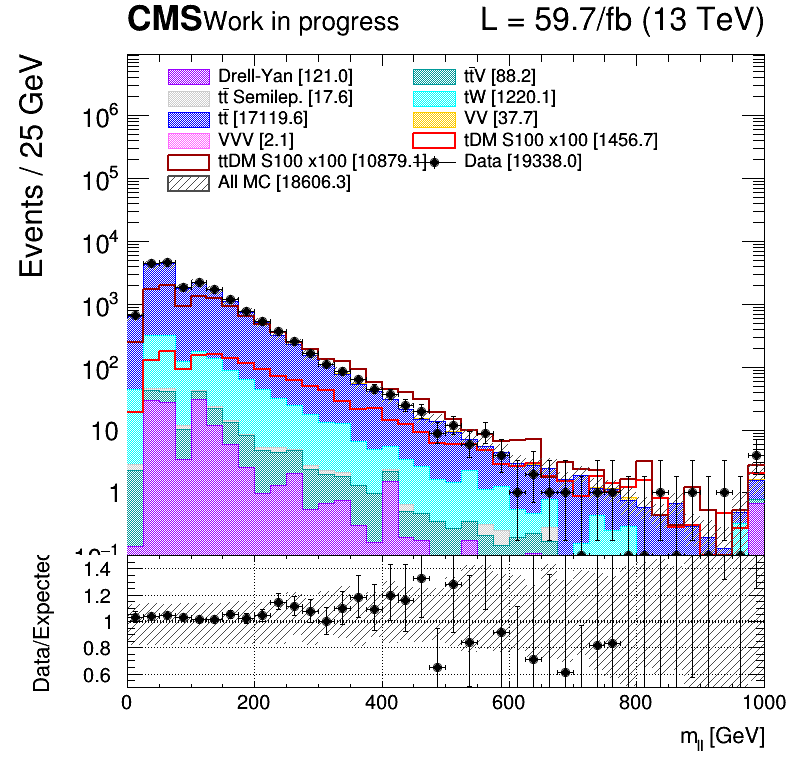 CMS Work in progress L = 59.7/fb (13 TeV)
Drell-Yan [121.0] tt̄V [88.2]
tt̄ Semilep. [17.6] tW [1220.1]
tt̄ [17119.6] VV [37.7]
VVV [2.1] tDM S100 x100 [1456.7]
ttDM S100 x100 [10879.1] Data [19338.0]
All MC [18606.3]
Events / 25 GeV
10⁶
10⁵
10⁴
10³
10²
10
1
10⁻¹
Data/Expected
1.4
1.2
1
0.8
0.6
0 200 400 600 800 1000
m_ll [GeV]